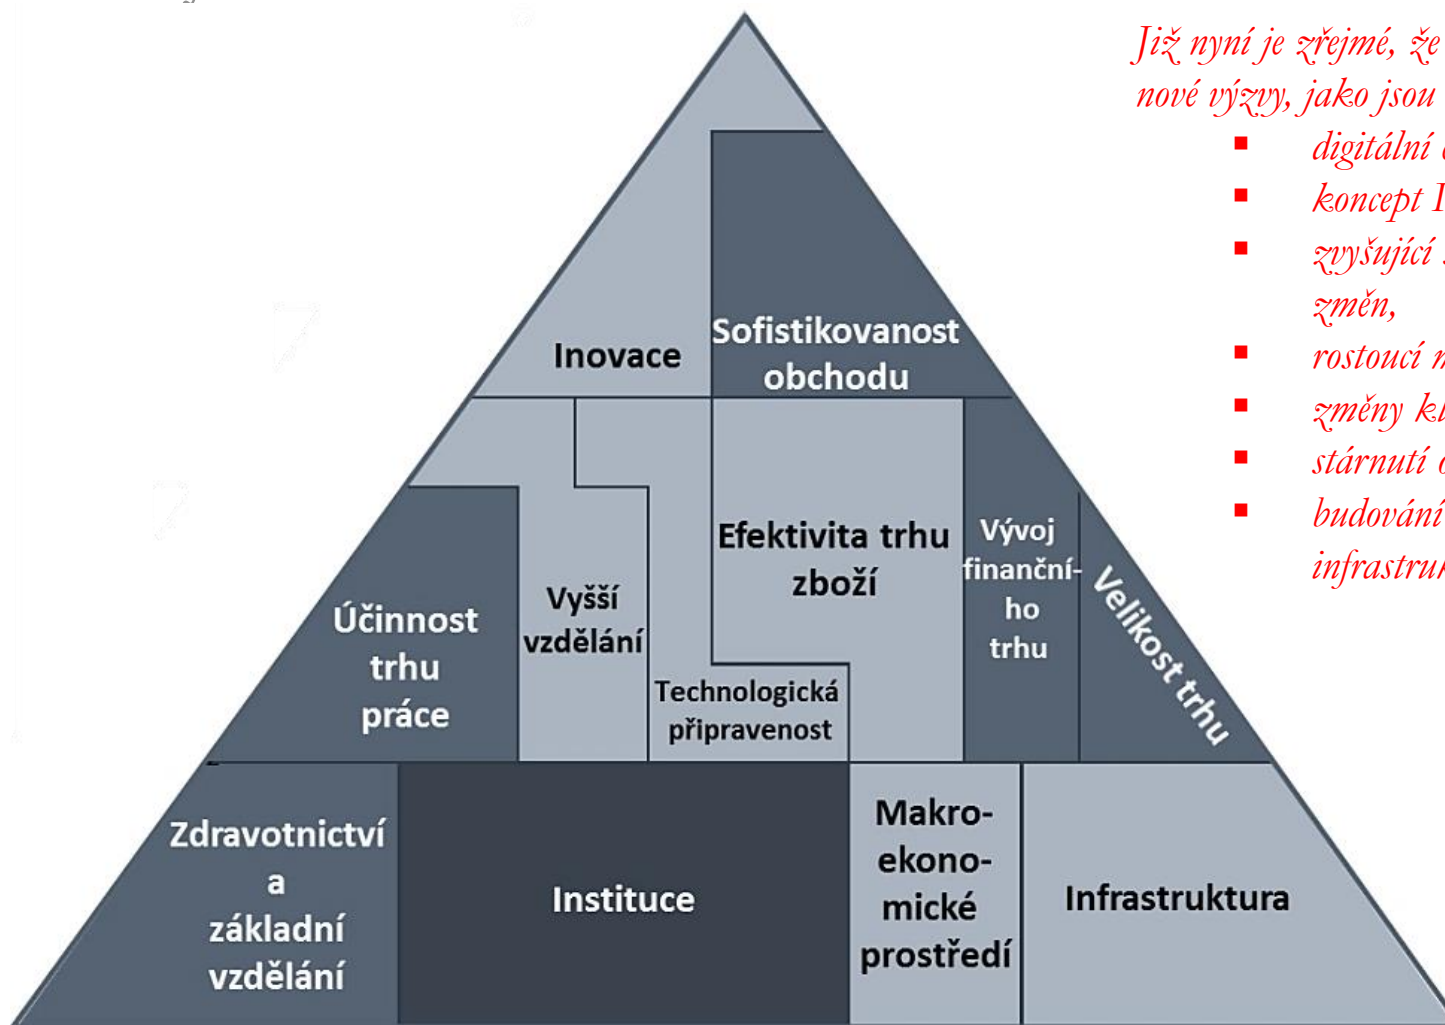 Již nyní je zřejmé, že
nové výzvy, jako jsou
▪ digitální
▪ koncept
▪ zvyšující
změn,
▪ rostoucí
▪ změny
▪ stárnutí
▪ budování
Inovace
Sofistikovanost
obchodu
Účinnost
trhu
práce
Vyšší
vzdělání
Technologická
připravenost
Efektivita trhu
zboží
Vývoj
finanční-
ho
trhu
Velikost trhu
Zdravotnictví
a
základní
vzdělání
Instituce
Makro-
ekono-
mické
prostředí
Infrastruktura